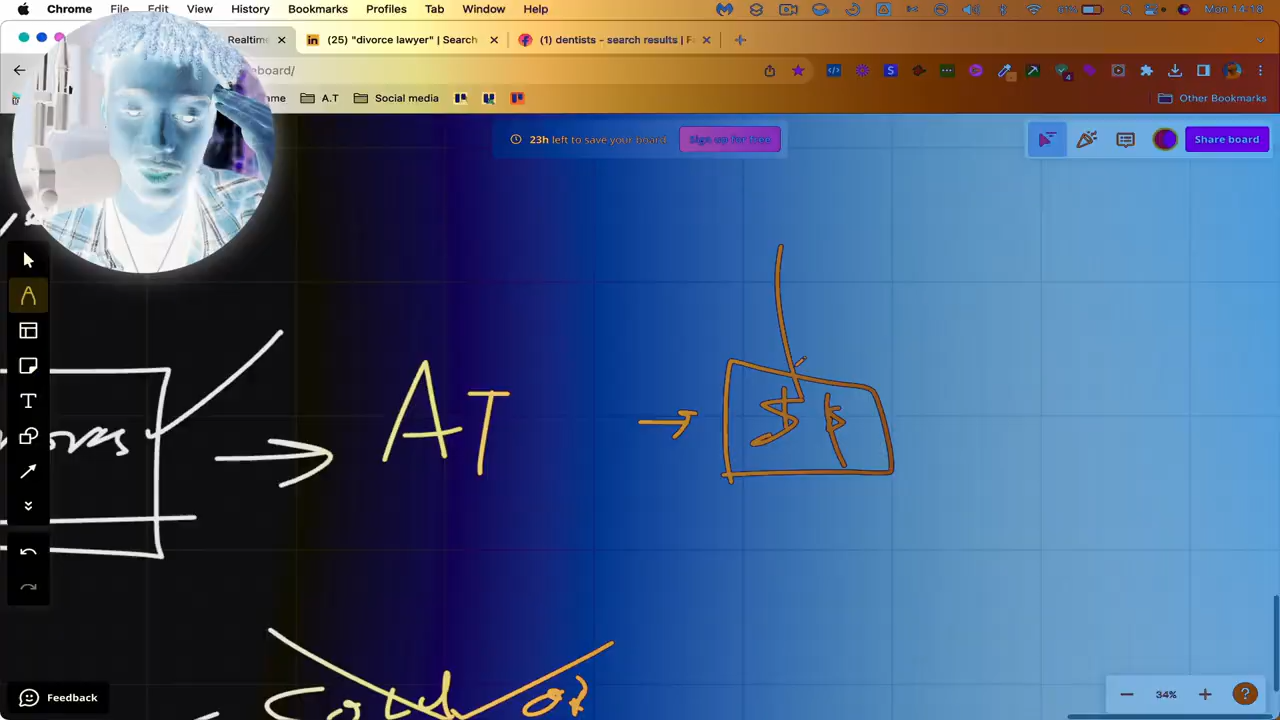 Chrome File Edit View History Bookmarks Profiles Tab Window Help 61% Mon 14:18
Realtime (25) "divorce lawyer" | Search (1) dentists - search results | F
board/
A.T Social media Other Bookmarks
23h left to save your board Sign up for free Share board
AT
$$
34%
Feedback